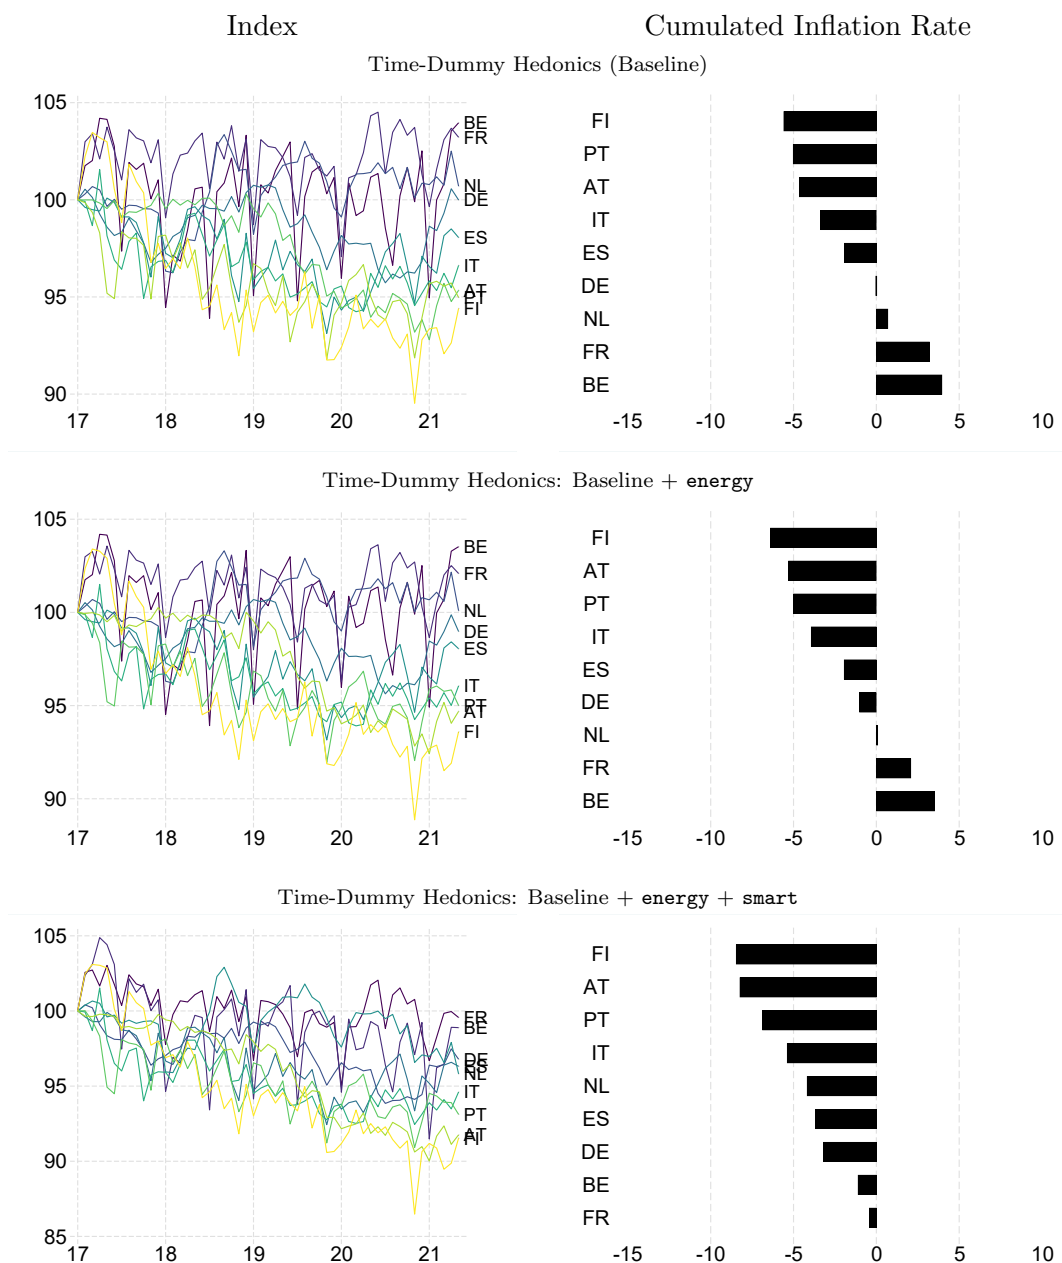 Index
Cumulated Inflation Rate
Time-Dummy Hedonics (Baseline)
105
100
95
90
17 18 19 20 21
BE
FR
NL
DE
ES
IT
AT
PT
FI
FI
PT
AT
IT
ES
DE
NL
FR
BE
-15 -10 -5 0 5 10
Time-Dummy Hedonics: Baseline + energy
105
100
95
90
17 18 19 20 21
BE
FR
NL
DE
ES
IT
PT
AT
FI
FI
AT
PT
IT
ES
DE
NL
FR
BE
-15 -10 -5 0 5 10
Time-Dummy Hedonics: Baseline + energy + smart
105
100
95
90
85
17 18 19 20 21
FR
BE
DE
ES
NL
IT
PT
AT
FI
FI
AT
PT
IT
NL
ES
DE
BE
FR
-15 -10 -5 0 5 10